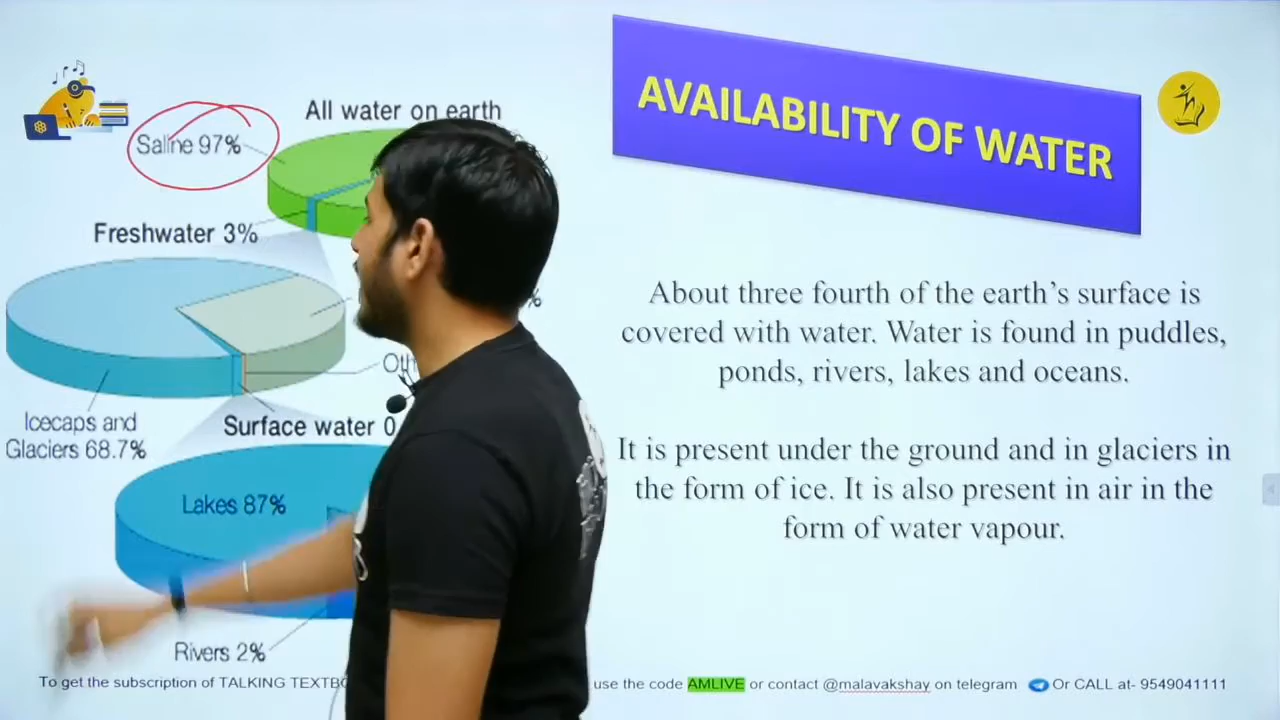 All water on earth
Saline 97%
Freshwater 3%
Icecaps and
Glaciers 68.7%
Surface water 0
Lakes 87%
Rivers 2%
AVAILABILITY OF WATER
About three fourth of the earth's surface is
covered with water. Water is found in puddles,
ponds, rivers, lakes and oceans.
It is present under the ground and in glaciers in
the form of ice. It is also present in air in the
form of water vapour.
To get the subscription of TALKING use the code AMLIVE or contact @malavakshay on telegram Or CALL at- 9549041111